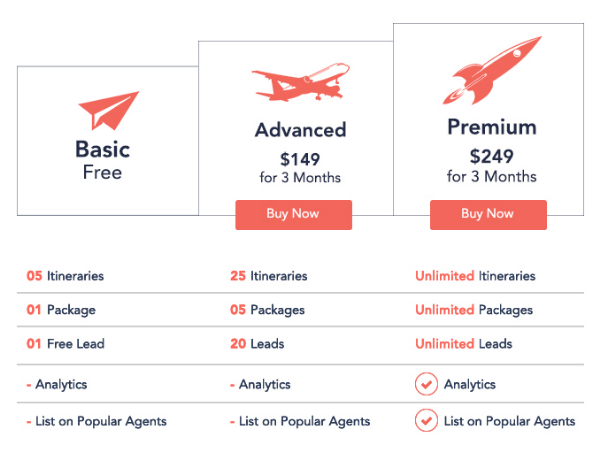 Basic
Free
Advanced
$149
for 3 Months
Buy Now
Premium
$249
for 3 Months
Buy Now
05 Itineraries
25 Itineraries
Unlimited Itineraries
01 Package
05 Packages
Unlimited Packages
01 Free Lead
20 Leads
Unlimited Leads
- Analytics
- Analytics
Analytics
- List on Popular Agents
- List on Popular Agents
List on Popular Agents